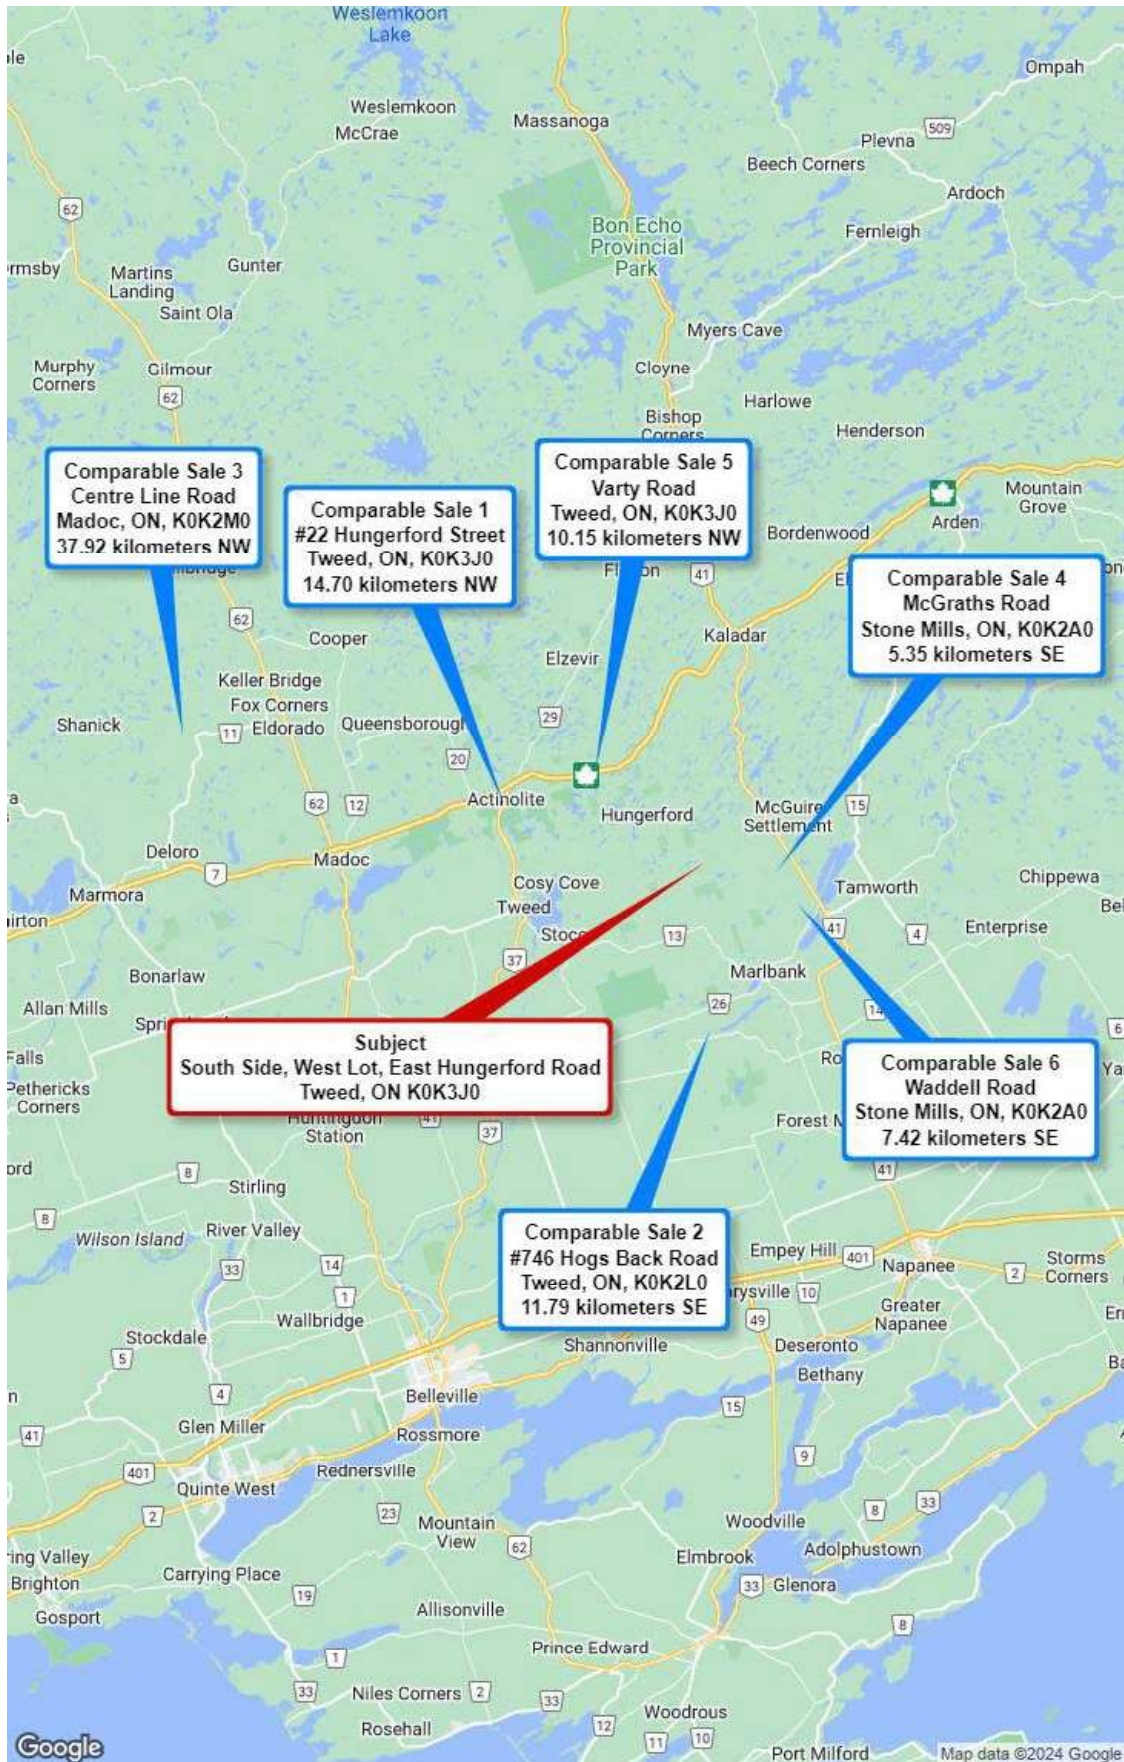 Weslemkoon
Lake
Ompah
Weslemkoon
McCrae
Massanoga
509
Plevna
Beech Corners
Ardoch
62
Bon Echo
Provincial
Park
Fernleigh
Gunter
Martins
Landing
Saint Ola
Myers Cave
Murphy
Corners
Gilmour
Cloyne
62
Harlowe
Bishop
Corners
Henderson
Comparable Sale 3
Centre Line Road
Madoc, ON, K0K2M0
37.92 kilometers NW
Comparable Sale 1
#22 Hungerford Street
Tweed, ON, K0K3J0
14.70 kilometers NW
Comparable Sale 5
Varty Road
Tweed, ON, K0K3J0
10.15 kilometers NW
Mountain
Grove
Arden
Bordenwood
41
Comparable Sale 4
McGraths Road
Stone Mills, ON, K0K2A0
5.35 kilometers SE
62
Cooper
Kaladar
Elzevir
Keller Bridge
Fox Corners
Shanick
11
Eldorado
Queensborough
29
20
62
12
Actinolite
Hungerford
McGuire
Settlement
15
Deloro
7
Madoc
Marmora
Cosy Cove
Tweed
Tamworth
Chippewa
41
4
Enterprise
13
37
Bonarlaw
Marlbank
Allan Mills
26
14
6
Subject
South Side, West Lot, East Hungerford Road
Tweed, ON K0K3J0
Falls
Pethericks
Corners
Comparable Sale 6
Waddell Road
Stone Mills, ON, K0K2A0
7.42 kilometers SE
Huntingdon
Station
41
37
Forest
8
41
Stirling
8
Wilson Island
River Valley
Comparable Sale 2
#746 Hogs Back Road
Tweed, ON, K0K2L0
11.79 kilometers SE
Empey Hill
401
Napanee
Storms
Corners
2
33
14
1
10
Wallbridge
Greater
Napanee
49
Stockdale
5
Shannonville
Deseronto
Bethany
4
Belleville
15
41
Glen Miller
Rossmore
9
401
Rednersville
Quinte West
2
23
8
33
Mountain
View
Woodville
62
Adolphustown
Elmbrook
Brighton
Carrying Place
33
Glenora
19
Gosport
Allisonville
8
Prince Edward
1
33
Niles Corners
2
33
Woodrous
Rosehall
12
11
10
Google
Port Milford
Map data ©2024 Google